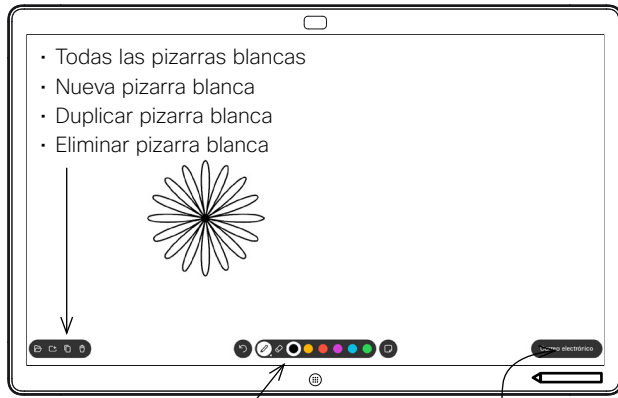 · Todas las pizarras blancas
· Nueva pizarra blanca
· Duplicar pizarra blanca
· Eliminar pizarra blanca
Correo electrónico